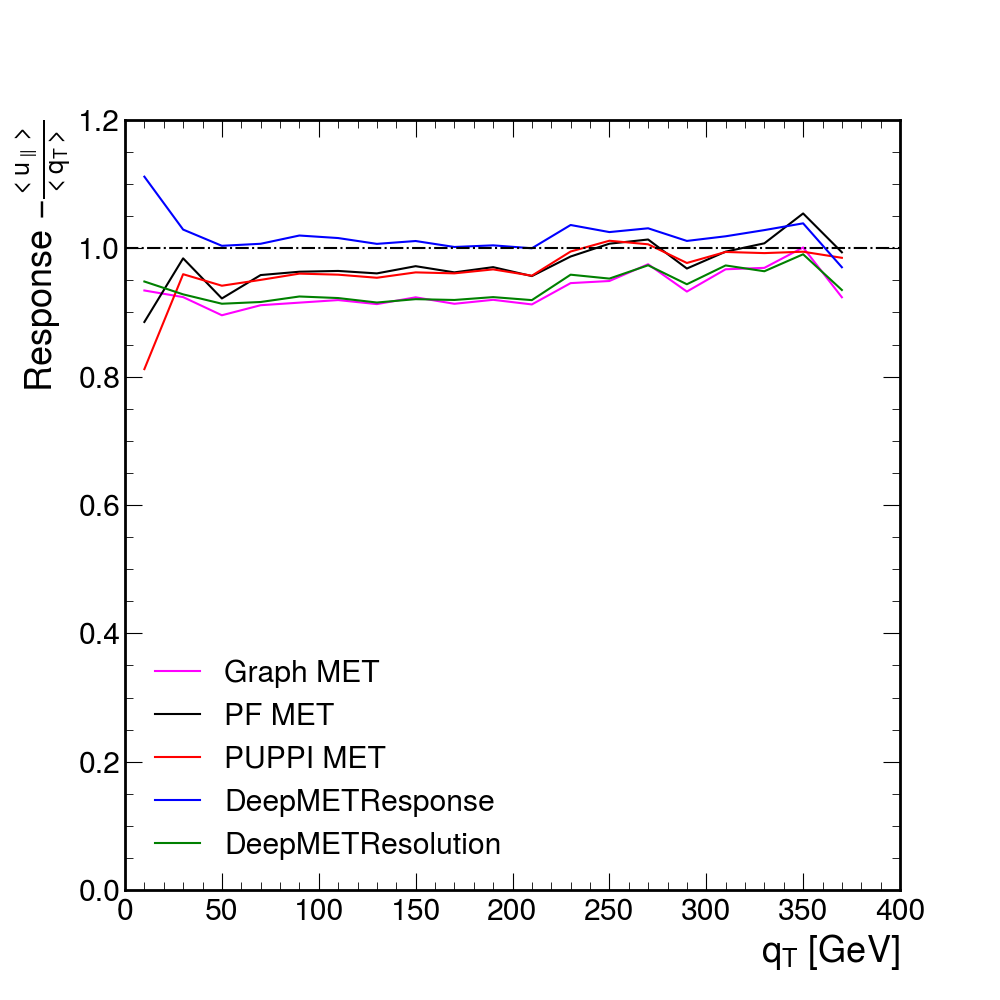 Response − <u∥> / <qT>
1.2
1.0
0.8
0.6
0.4
0.2
0.0
Graph MET
PF MET
PUPPI MET
DeepMETResponse
DeepMETResolution
0 50 100 150 200 250 300 350 400
qT [GeV]